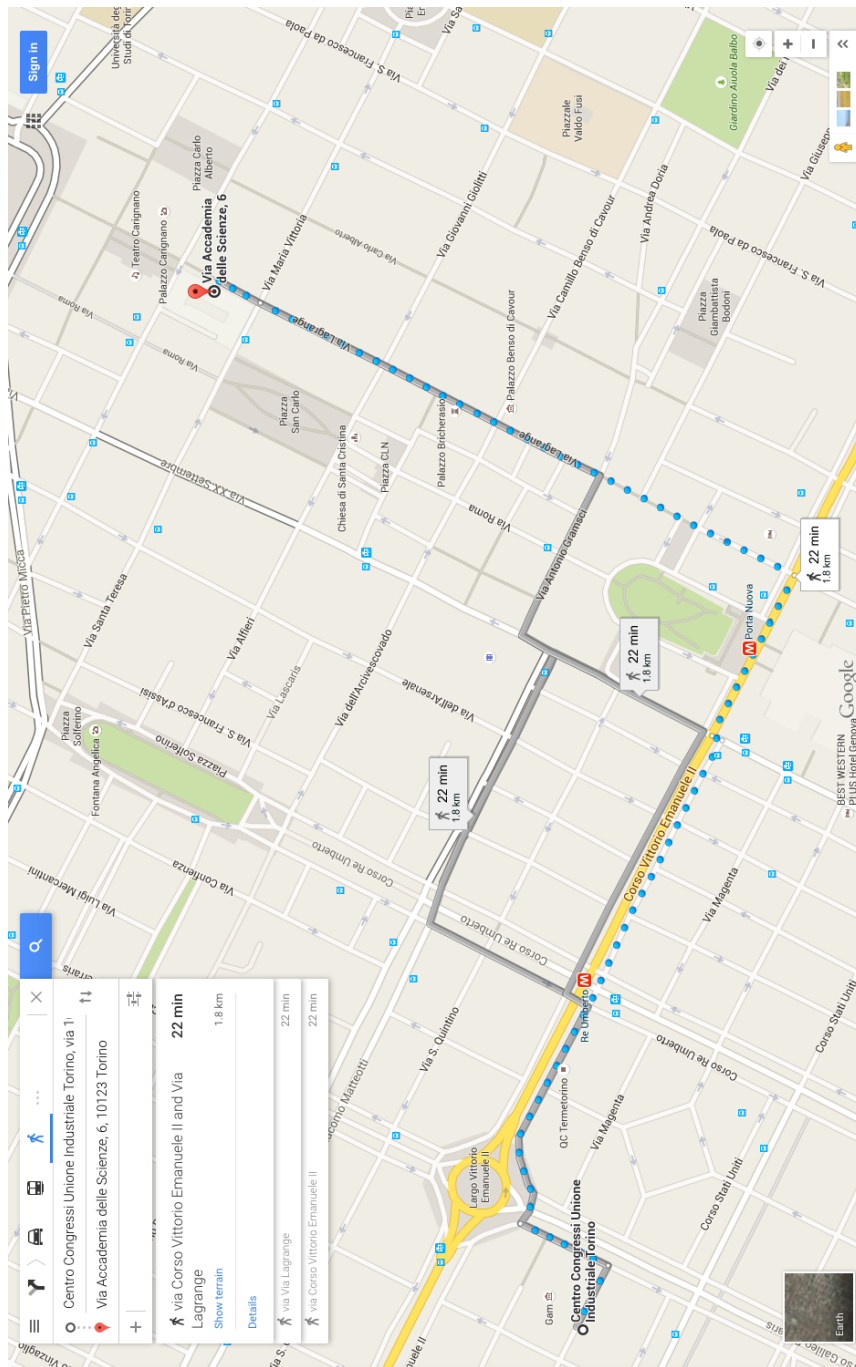 Centro Congressi Unione Industriale Torino, via 1
Via Accademia delle Scienze, 6, 10123 Torino
via Corso Vittorio Emanuele II and Via
Lagrange
22 min
1.8 km
Show terrain
Details
via Via Lagrange
22 min
via Corso Vittorio Emanuele II
22 min
Sign in
Università deg
Studi di Torin
Via S. Francesco da Paola
Piazza Carlo
Alberto
Teatro Carignano
Palazzo Carignano
Via Accademia
delle Scienze, 6
Via Maria Vittoria
Via Carlo Alberto
Via Giovanni Giolitti
Piazzale
Valdo Fusi
Giardino Aiuola Balbo
Via dei
Via Giusepp
Via Andrea Doria
Via Camillo Benso di Cavour
Via S. Francesco da Paola
Piazza
Giambattista
Bodoni
Palazzo Benso di Cavour
Via Lagrange
Via Lagrange
Via Roma
Via Roma
Piazza
San Carlo
Chiesa di Santa Cristina
Piazza CLN
Palazzo Bricherasio
Via Roma
Via XX Settembre
Via Pietro Micca
Via Santa Teresa
Via Alfieri
Via Lascaris
Via dell'Arcivescovado
Via dell'Arsenale
Via Antonio Gramsci
Via S. Francesco d'Assisi
Piazza
Solferino
Piazza Solferino
Fontana Angelica
Via Confienza
Via Luigi Mercantini
Corso Re Umberto
Corso Re Umberto
22 min
1.8 km
22 min
1.8 km
22 min
1.8 km
M Porta Nuova
BEST WESTERN
PLUS Hotel Genova
Google
Corso Vittorio Emanuele II
Via Magenta
Re Umberto M
Corso Re Umberto
Corso Stati Uniti
Via S. Quintino
QC Termetorino
Via Magenta
Corso Stati Uniti
Largo Vittorio
Emanuele II
Centro Congressi Unione
Industriale Torino
Gam
Earth